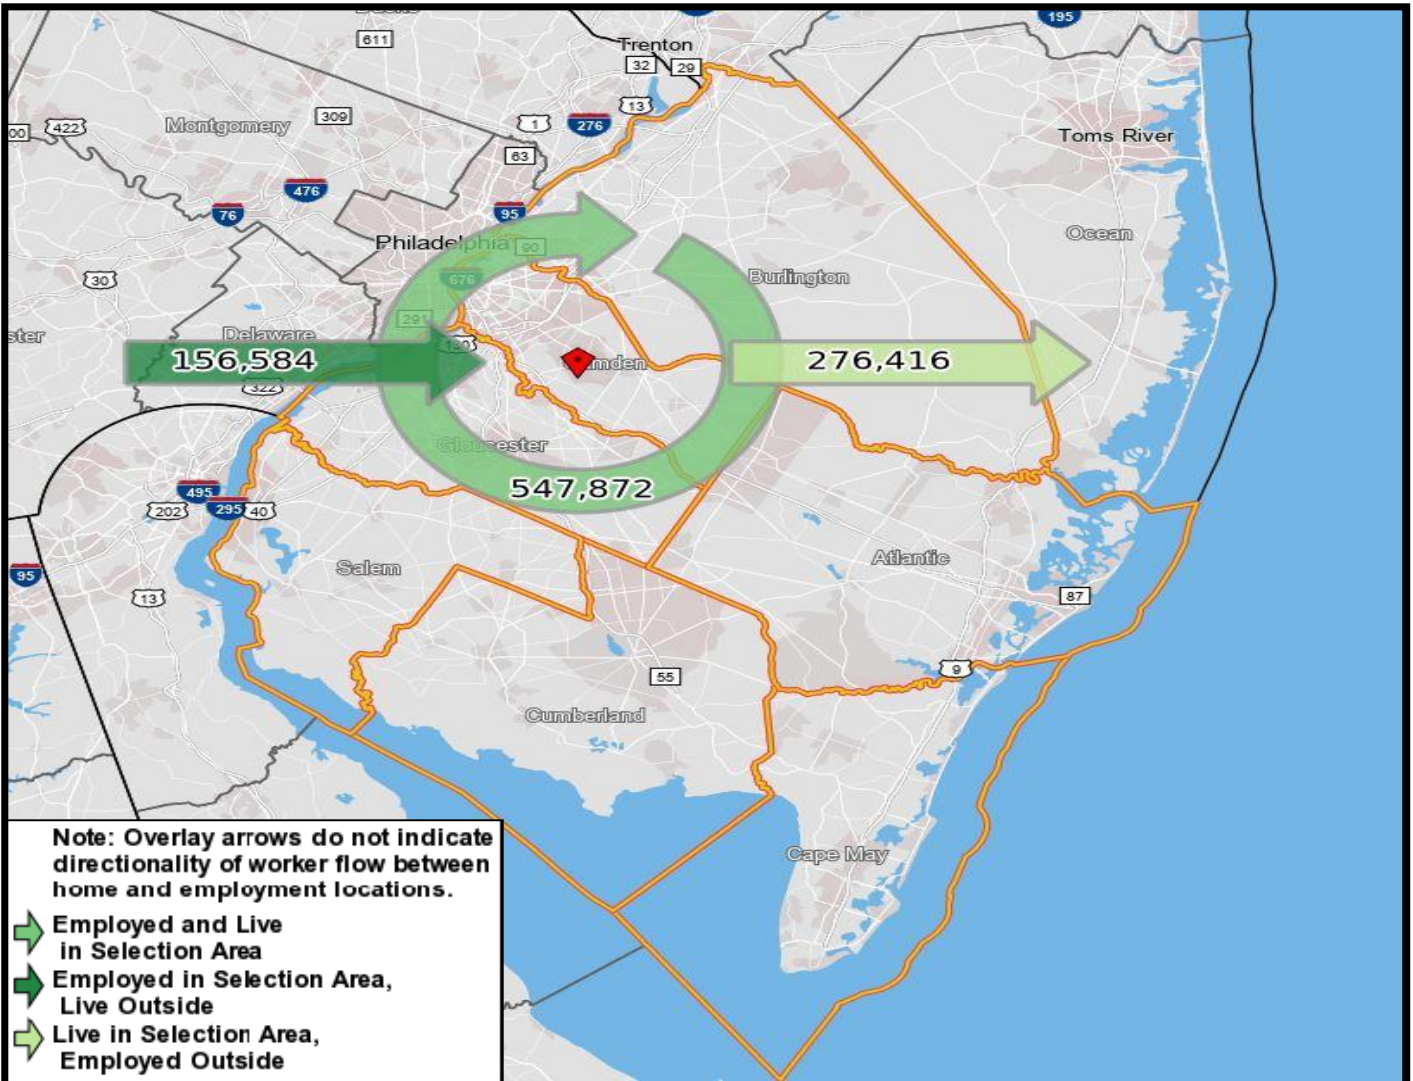 195
611
Trenton
32
29
13
309
Montgomery
422
00
1
276
63
Toms River
476
76
95
Philadelphia
90
Ocean
30
676
Burlington
291
Delaware
130
156,584
276,416
322
Gloucester
547,872
495
202
295
40
Salem
Atlantic
95
13
87
9
55
Cumberland
Cape May
Note: Overlay arrows do not indicate
directionality of worker flow between
home and employment locations.
Employed and Live
in Selection Area
Employed in Selection Area,
Live Outside
Live in Selection Area,
Employed Outside